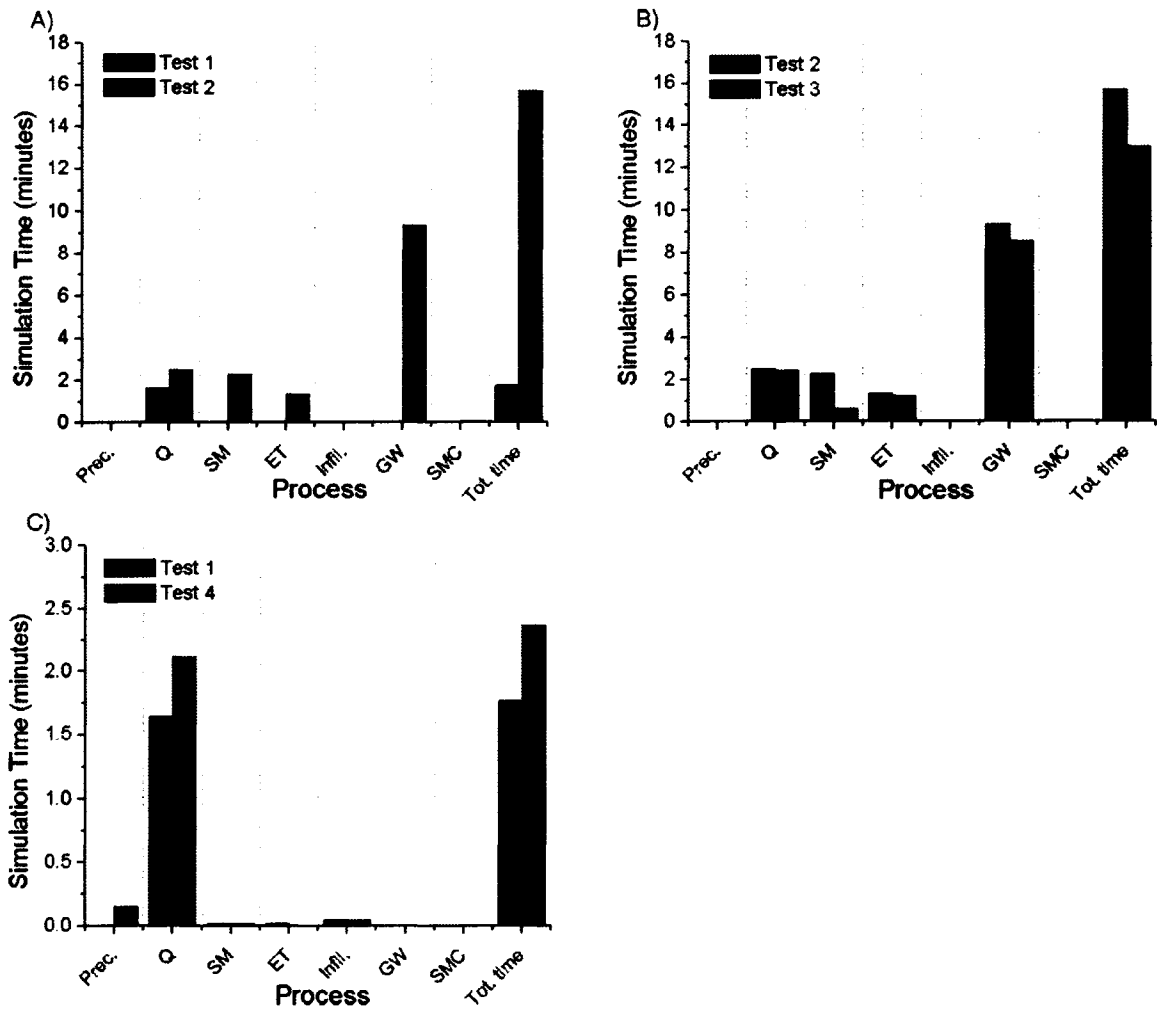 A)
18
16
14
12
10
8
6
4
2
0
Simulation Time (minutes)
Test 1
Test 2
Prec.
Q
SM
ET
Infil.
GW
SMC
Tot. time
Process
B)
18
16
14
12
10
8
6
4
2
0
Simulation Time (minutes)
Test 2
Test 3
Prec.
Q
SM
ET
Infil.
GW
SMC
Tot. time
Process
C)
3.0
2.5
2.0
1.5
1.0
0.5
0.0
Simulation Time (minutes)
Test 1
Test 4
Prec.
Q
SM
ET
Infil.
GW
SMC
Tot. time
Process